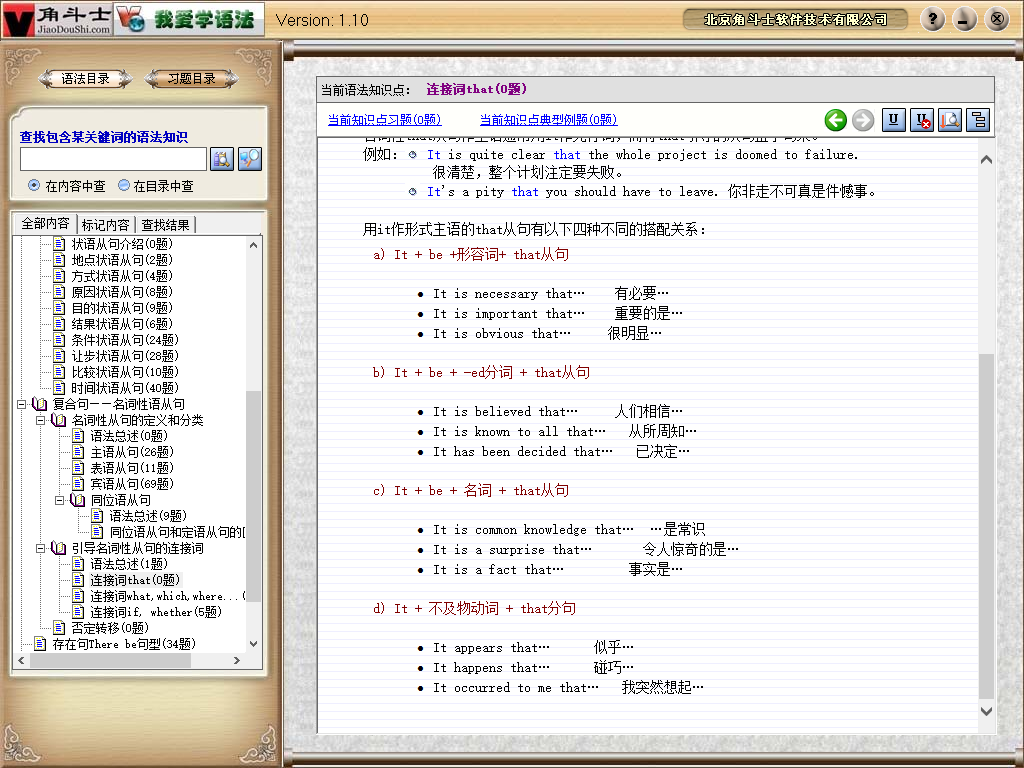 角斗士
JiaoDouShi.com
我爱学语法
Version: 1.10
北京角斗士软件技术有限公司
语法目录
习题目录
查找包含某关键词的语法知识
在内容中查
在目录中查
全部内容
标记内容
查找结果
状语从句介绍(0题)
地点状语从句(2题)
方式状语从句(4题)
原因状语从句(8题)
目的状语从句(9题)
结果状语从句(6题)
条件状语从句(24题)
让步状语从句(28题)
比较状语从句(10题)
时间状语从句(40题)
复合句——名词性语从句
名词性从句的定义和分类
语法总述(0题)
主语从句(26题)
表语从句(11题)
宾语从句(69题)
同位语从句
语法总述(9题)
同位语从句和定语从句的
引导名词性从句的连接词
语法总述(1题)
连接词that(0题)
连接词what,which,where...(
连接词if, whether(5题)
否定转移(0题)
存在句There be句型(34题)
当前语法知识点： 连接词that(0题)
当前知识点习题(0题)
当前知识点典型例题(0题)
例如： It is quite clear that the whole project is doomed to failure.
很清楚，整个计划注定要失败。
It's a pity that you should have to leave. 你非走不可真是件憾事。
用it作形式主语的that从句有以下四种不同的搭配关系：
a) It + be +形容词+ that从句
It is necessary that… 有必要…
It is important that… 重要的是…
It is obvious that… 很明显…
b) It + be + -ed分词 + that从句
It is believed that… 人们相信…
It is known to all that… 从所周知…
It has been decided that… 已决定…
c) It + be + 名词 + that从句
It is common knowledge that… …是常识
It is a surprise that… 令人惊奇的是…
It is a fact that… 事实是…
d) It + 不及物动词 + that分句
It appears that… 似乎…
It happens that… 碰巧…
It occurred to me that… 我突然想起…